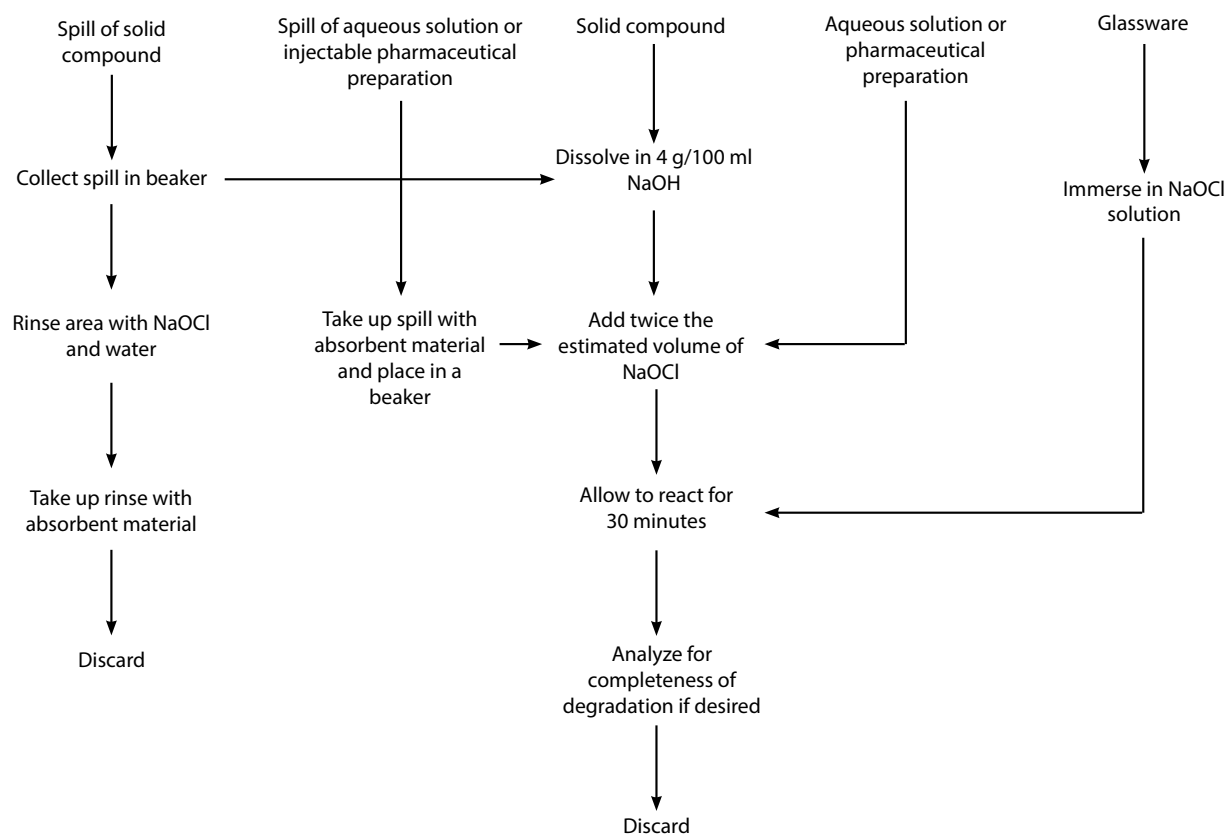 Spill of solid
compound
Spill of aqueous solution or
injectable pharmaceutical
preparation
Solid compound
Aqueous solution or
pharmaceutical
preparation
Glassware
Collect spill in beaker
Dissolve in 4 g/100 ml
NaOH
Immerse in NaOCl
solution
Rinse area with NaOCl
and water
Take up spill with
absorbent material
and place in a
beaker
Add twice the
estimated volume of
NaOCl
Take up rinse with
absorbent material
Allow to react for
30 minutes
Discard
Analyze for
completeness of
degradation if desired
Discard